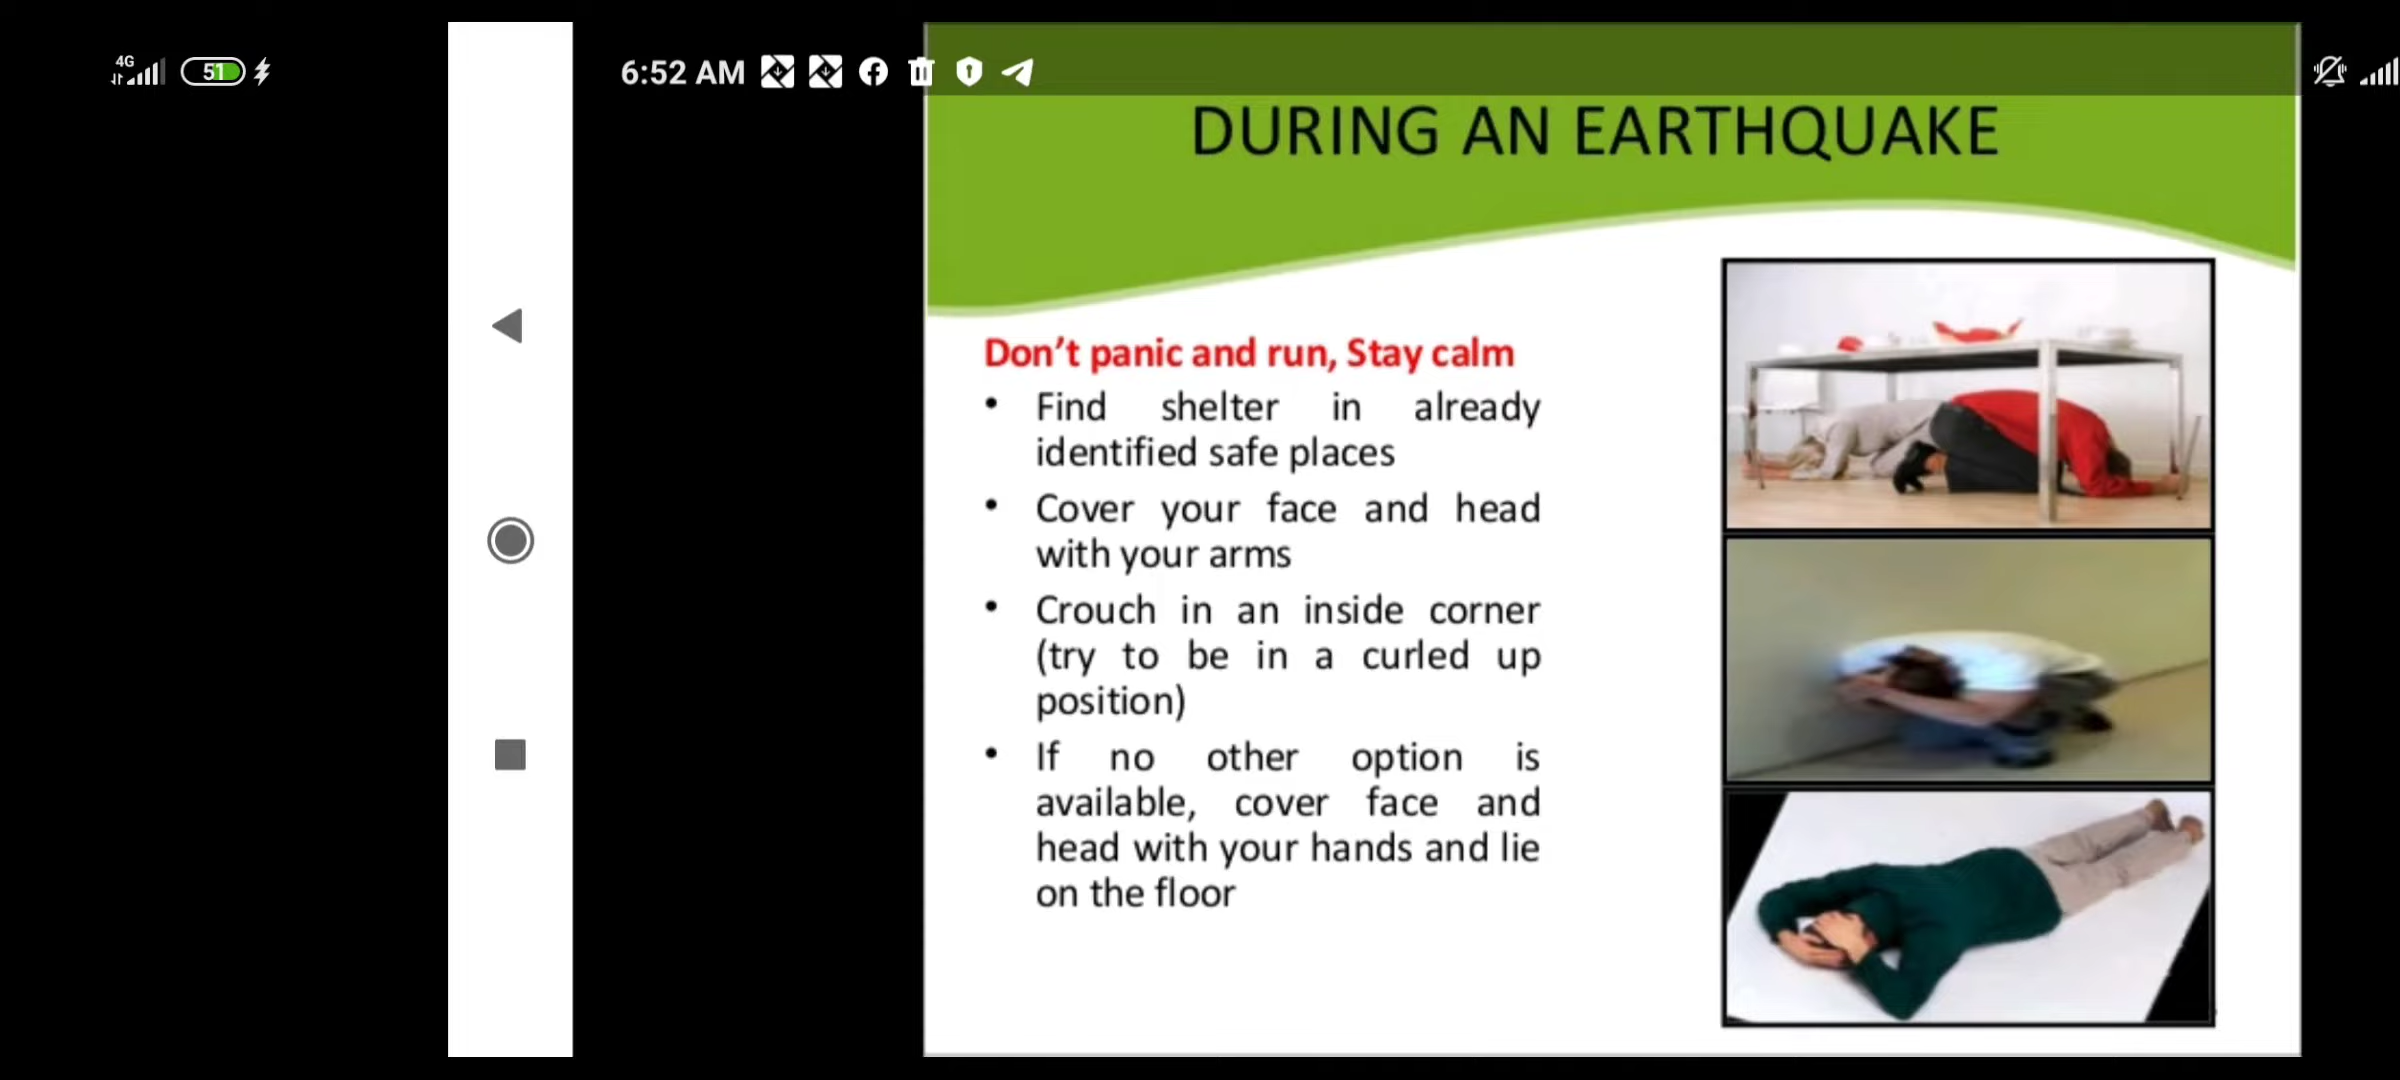 4G
51
6:52 AM
DURING AN EARTHQUAKE
Don't panic and run, Stay calm
• Find shelter in already
identified safe places
• Cover your face and head
with your arms
• Crouch in an inside corner
(try to be in a curled up
position)
• If no other option is
available, cover face and
head with your hands and lie
on the floor